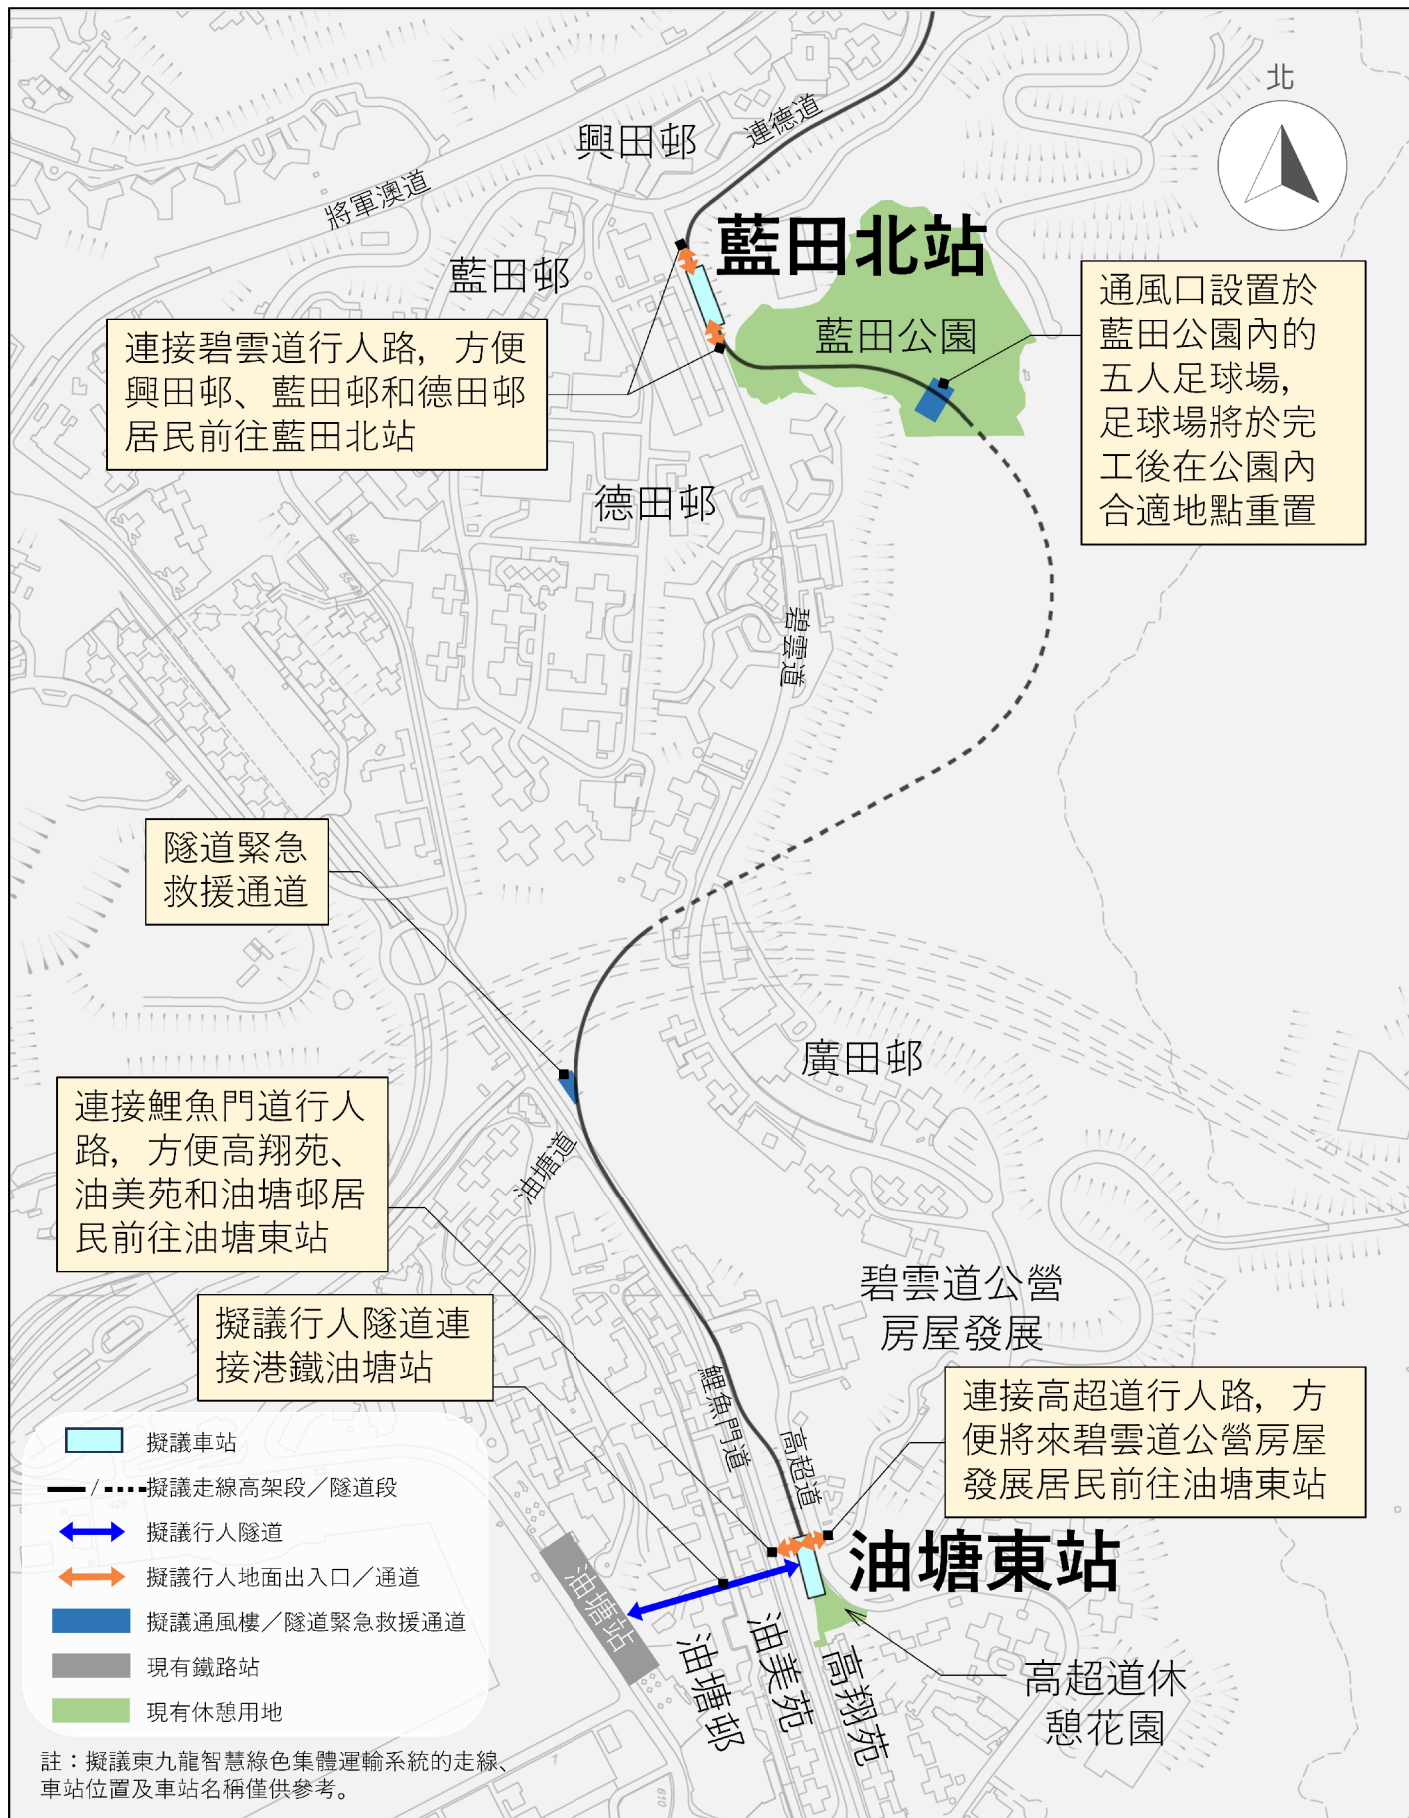 北
連德道
興田邨
將軍澳道
藍田北站
藍田邨
通風口設置於
藍田公園內的
五人足球場，
足球場將於完
工後在公園內
合適地點重置
藍田公園
連接碧雲道行人路，方便
興田邨、藍田邨和德田邨
居民前往藍田北站
德田邨
碧雲道
隧道緊急
救援通道
廣田邨
連接鯉魚門道行人
路，方便高翔苑、
油美苑和油塘邨居
民前往油塘東站
油塘道
碧雲道公營
房屋發展
擬議行人隧道連
接港鐵油塘站
鯉魚門道
高超道
連接高超道行人路，方
便將來碧雲道公營房屋
發展居民前往油塘東站
油塘東站
油塘站
油塘邨
油美苑
高翔苑
高超道休
憩花園
擬議車站
/
擬議走線高架段／隧道段
擬議行人隧道
擬議行人地面出入口／通道
擬議通風樓／隧道緊急救援通道
現有鐵路站
現有休憩用地
註：擬議東九龍智慧綠色集體運輸系統的走線、
車站位置及車站名稱僅供參考。
610